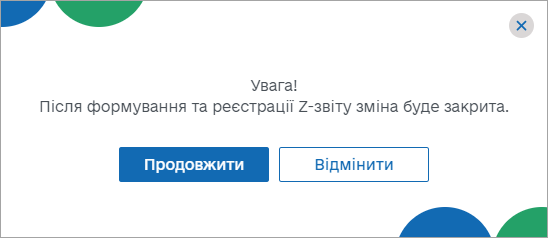 Увага!
Після формування та реєстрації Z-звіту зміна буде закрита.
Продовжити
Відмінити